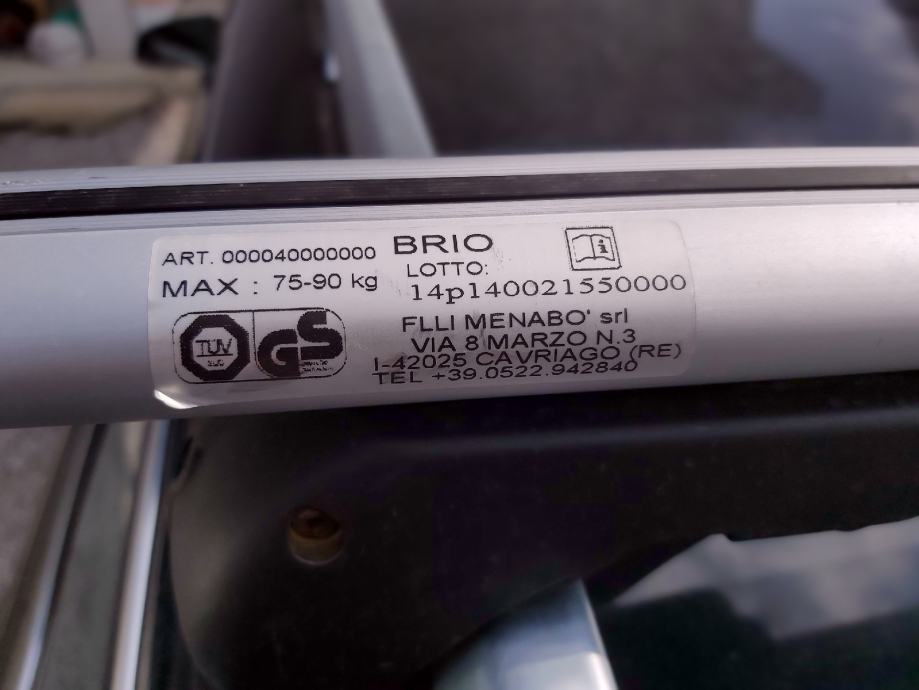 ART. 000040000000 BRIO
MAX : 75-90 kg
LOTTO:
14p140021550000
TÜV
GS
FLLI MENABO' srl
VIA 8 MARZO N.3
I-42025 CAVRIAGO (RE)
TEL +39.0522.942840